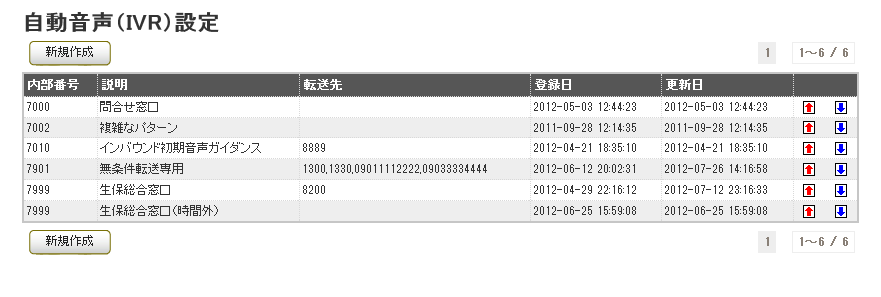 自動音声(IVR)設定
新規作成 1 1～6 / 6
内部番号 説明 転送先 登録日 更新日
7000 問合せ窓口 2012-05-03 12:44:23 2012-05-03 12:44:23
7002 複雑なパターン 2011-09-28 12:14:35 2011-09-28 12:14:35
7010 インバウンド初期音声ガイダンス 8889 2012-04-21 18:35:10 2012-04-21 18:35:10
7901 無条件転送専用 1300,1330,09011112222,09033334444 2012-06-12 20:02:31 2012-07-26 14:16:58
7999 生保総合窓口 8200 2012-04-29 22:16:12 2012-07-12 23:16:33
7999 生保総合窓口(時間外) 2012-06-25 15:59:08 2012-06-25 15:59:08
新規作成 1 1～6 / 6